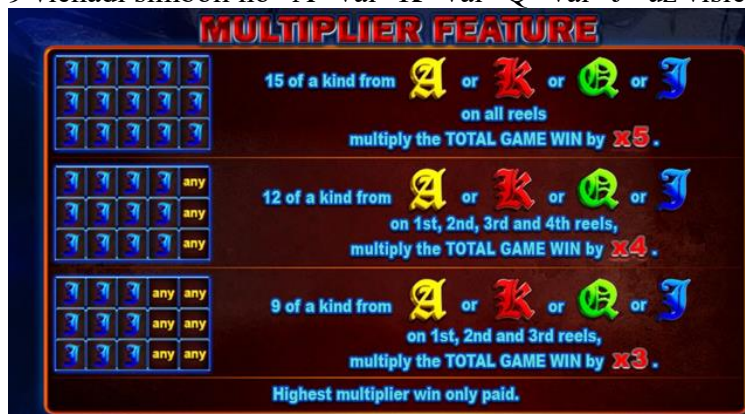 MULTIPLIER FEATURE
J J J J J
J J J J J
J J J J J
15 of a kind from A or K or Q or J
on all reels
multiply the TOTAL GAME WIN by x5.
J J J J any
J J J J any
J J J J any
12 of a kind from A or K or Q or J
on 1st, 2nd, 3rd and 4th reels,
multiply the TOTAL GAME WIN by x4.
J J J any any
J J J any any
J J J any any
9 of a kind from A or K or Q or J
on 1st, 2nd and 3rd reels,
multiply the TOTAL GAME WIN by x3.
Highest multiplier win only paid.